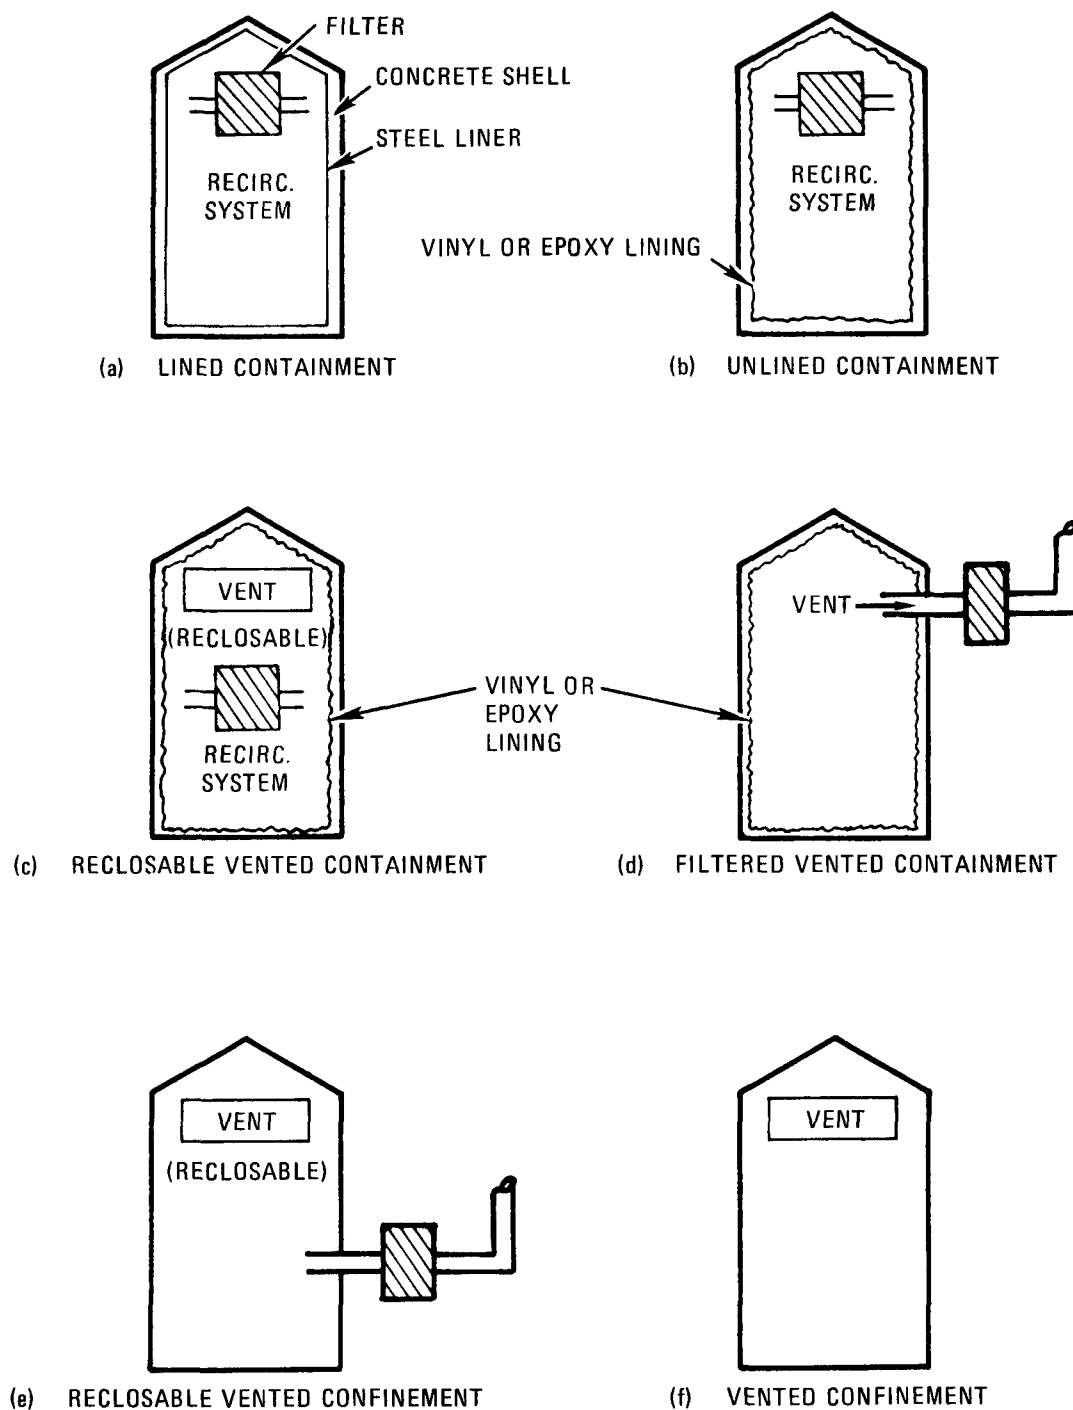 FILTER
CONCRETE SHELL
STEEL LINER
RECIRC.
SYSTEM
(a) LINED CONTAINMENT
RECIRC.
SYSTEM
VINYL OR EPOXY LINING
(b) UNLINED CONTAINMENT
VENT
(RECLOSABLE)
RECIRC.
SYSTEM
VINYL OR
EPOXY
LINING
(c) RECLOSABLE VENTED CONTAINMENT
VENT
(d) FILTERED VENTED CONTAINMENT
VENT
(RECLOSABLE)
(e) RECLOSABLE VENTED CONFINEMENT
VENT
(f) VENTED CONFINEMENT